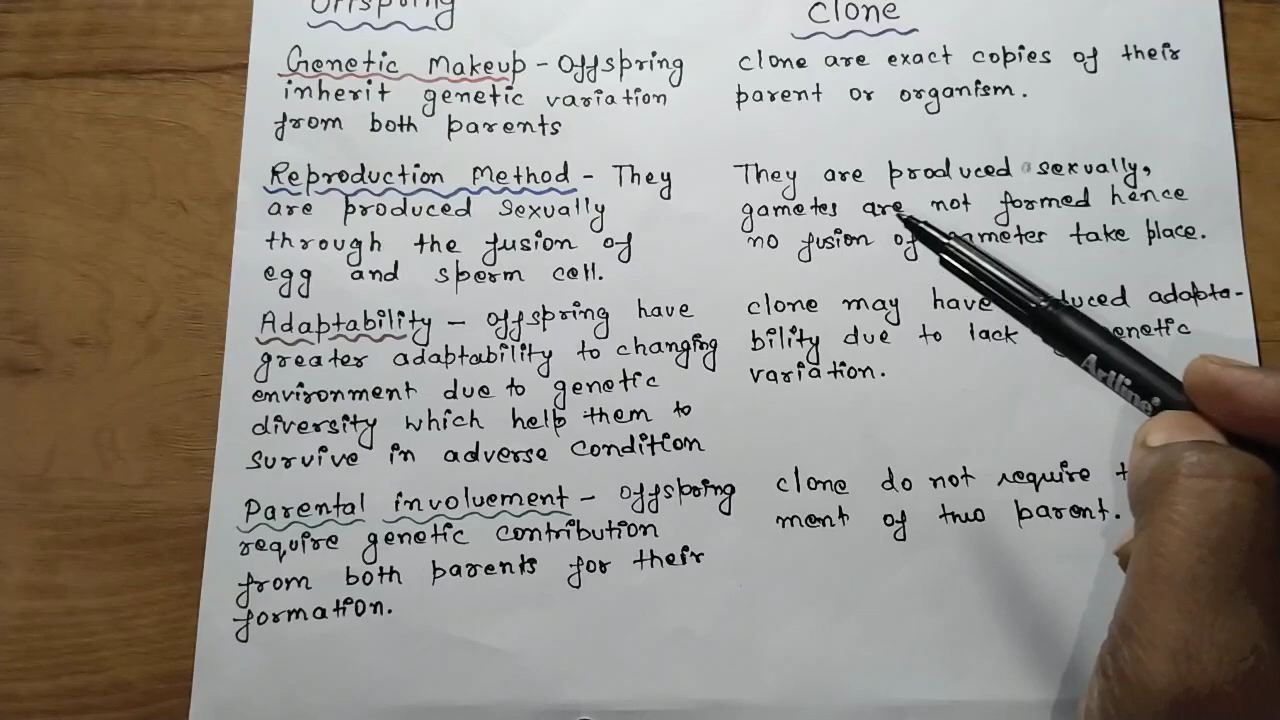 Offspring
Genetic Makeup - Offspring
inherit genetic variation
from both parents
Reproduction Method - They
are produced sexually
through the fusion of
egg and sperm cell.
Adaptability - offspring have
greater adaptability to changing
environment due to genetic
diversity which help them to
survive in adverse condition
Parental involvement - offspring
require genetic contribution
from both parents for their
formation.
Clone
clone are exact copies of their
parent or organism.
They are produced sexually,
gametes are not formed hence
no fusion of take place.
clone may have adapta-
bility due to lack
variation.
clone do not require
ment of two parent.
Artline